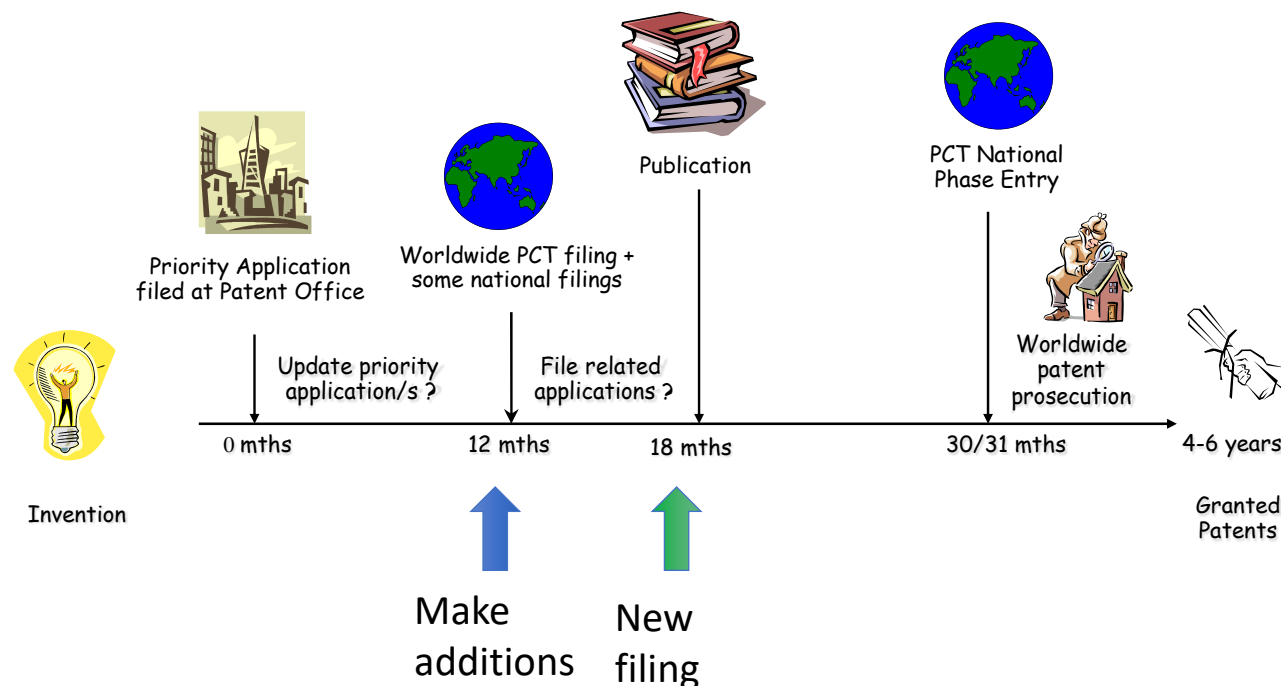 Publication
PCT National
Phase Entry
Priority Application
filed at Patent Office
Worldwide PCT filing +
some national filings
Update priority
application/s ?
File related
applications ?
Worldwide
patent
prosecution
0 mths
12 mths
18 mths
30/31 mths
4-6 years
Invention
Granted
Patents
Make
additions
New
filing